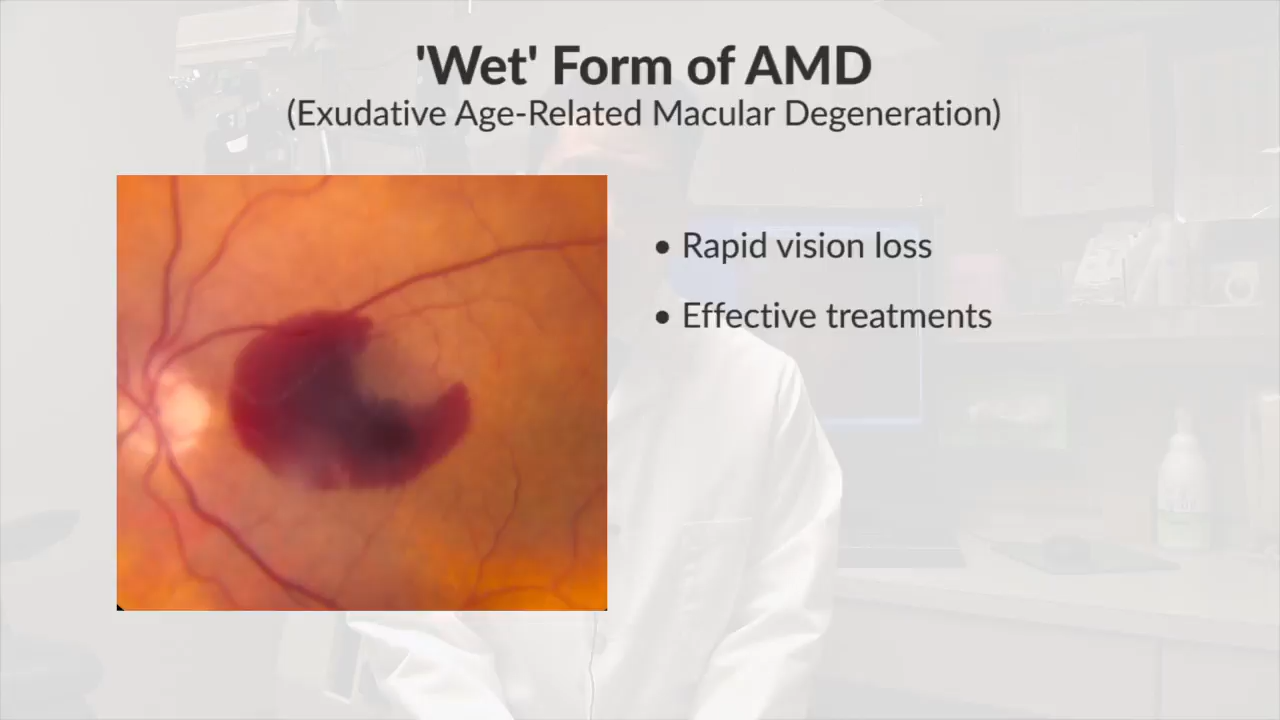 'Wet' Form of AMD
(Exudative Age-Related Macular Degeneration)
• Rapid vision loss
• Effective treatments